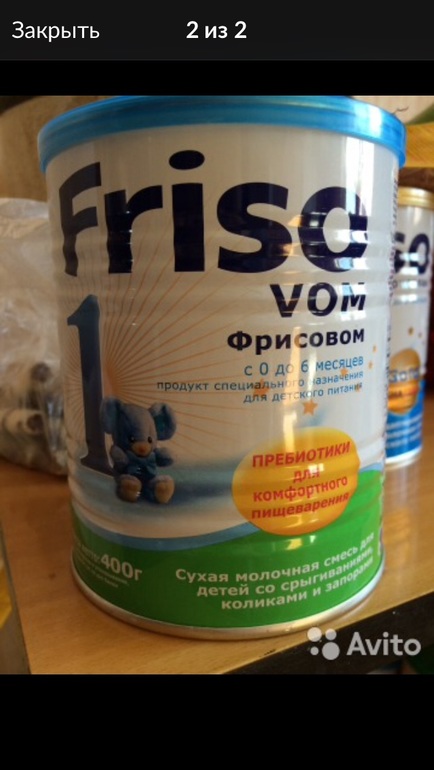 Закрыть
2 из 2
Friso
VOM
Фрисовом
с 0 до 6 месяцев
продукт специального назначения
для детского питания
1
ПРЕБИОТИКИ
для
комфортного
пищеварения
400г
Сухая молочная смесь для
детей со срыгиваниями,
коликами и запорами
Avito